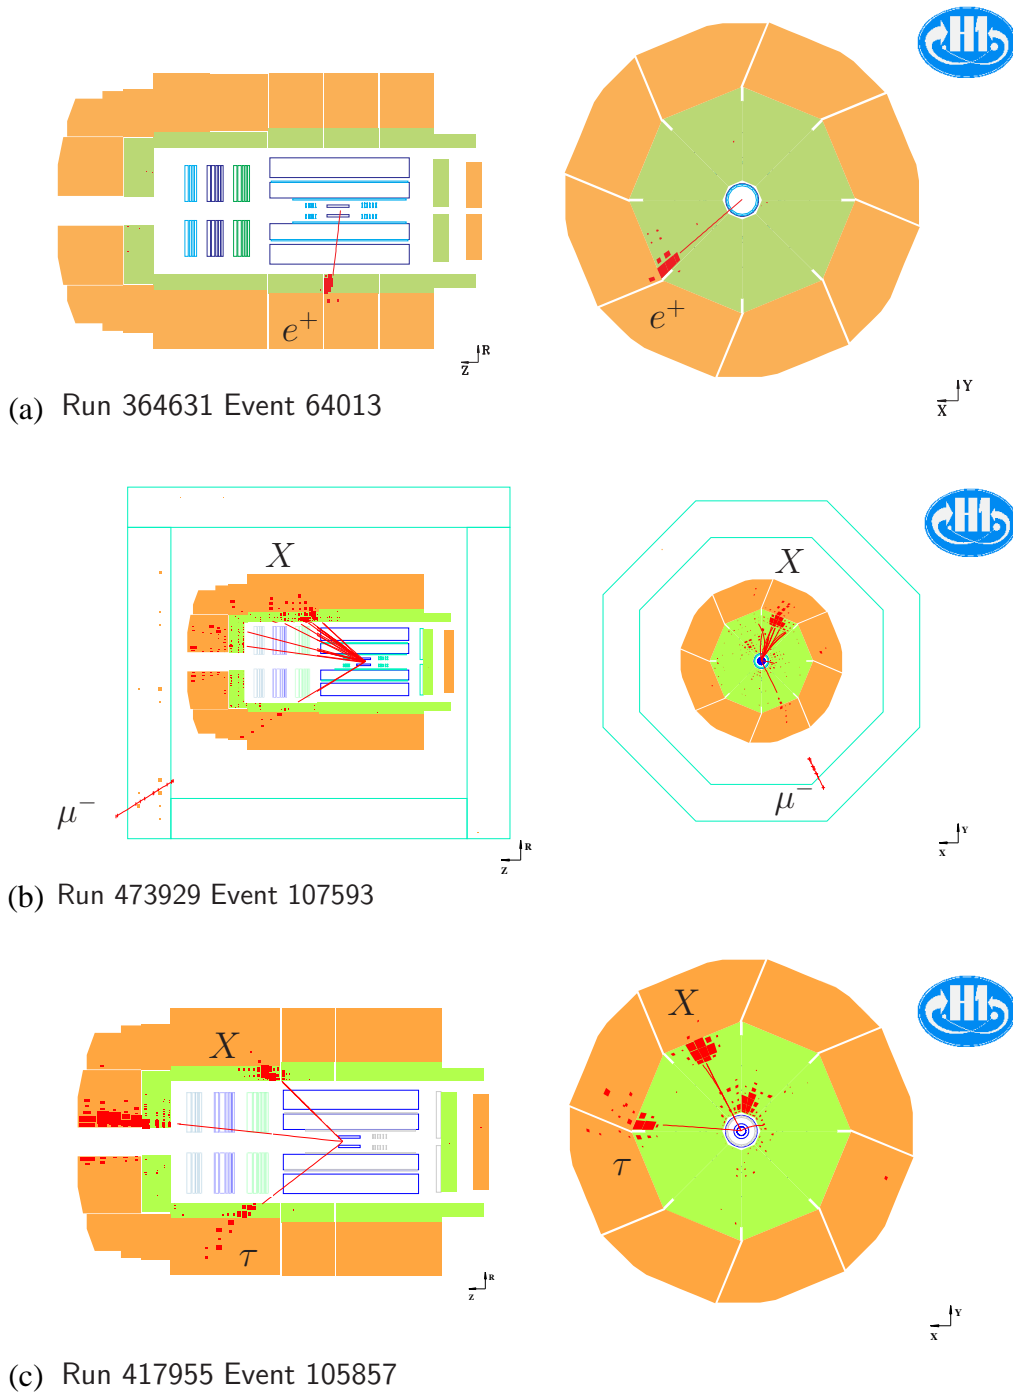 H1
e⁺
e⁺
R
Z
Y
X
(a) Run 364631 Event 64013
H1
X
X
μ⁻
μ⁻
R
Z
Y
X
(b) Run 473929 Event 107593
H1
X
X
τ
τ
R
Z
Y
X
(c) Run 417955 Event 105857